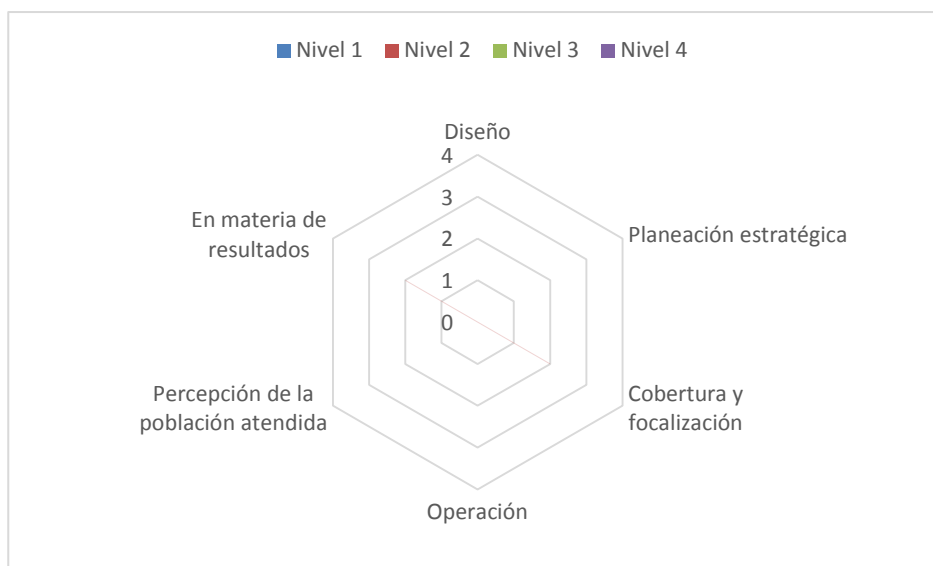 Nivel 1 Nivel 2 Nivel 3 Nivel 4
Diseño
4
3
2
1
0
Planeación estratégica
Cobertura y
focalización
Operación
Percepción de la
población atendida
En materia de
resultados